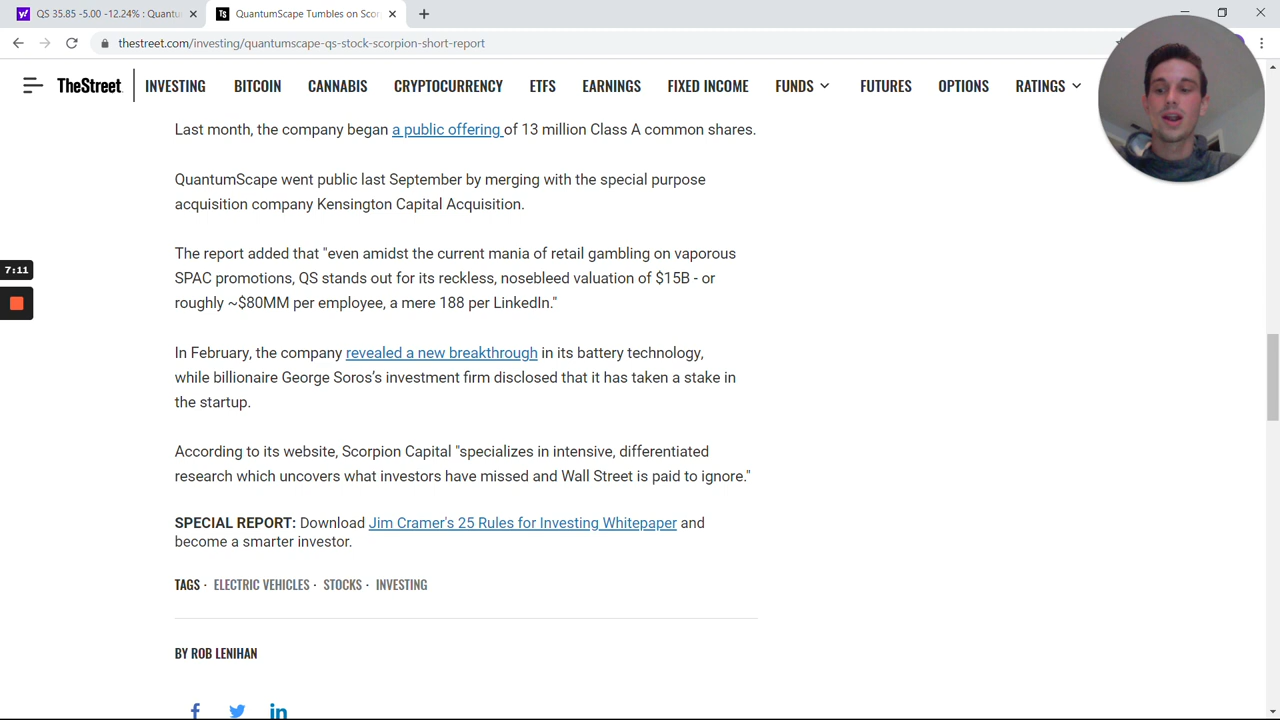 QS 35.85 -5.00 -12.24% : Quantu
QuantumScape Tumbles on Scor
thestreet.com/investing/quantumscape-qs-stock-scorpion-short-report
TheStreet
INVESTING
BITCOIN
CANNABIS
CRYPTOCURRENCY
ETFS
EARNINGS
FIXED INCOME
FUNDS
FUTURES
OPTIONS
RATINGS
Last month, the company began a public offering of 13 million Class A common shares.
QuantumScape went public last September by merging with the special purpose
acquisition company Kensington Capital Acquisition.
The report added that "even amidst the current mania of retail gambling on vaporous
SPAC promotions, QS stands out for its reckless, nosebleed valuation of $15B - or
roughly ~$80MM per employee, a mere 188 per LinkedIn."
7:11
In February, the company revealed a new breakthrough in its battery technology,
while billionaire George Soros’s investment firm disclosed that it has taken a stake in
the startup.
According to its website, Scorpion Capital "specializes in intensive, differentiated
research which uncovers what investors have missed and Wall Street is paid to ignore."
SPECIAL REPORT: Download Jim Cramer's 25 Rules for Investing Whitepaper and
become a smarter investor.
TAGS · ELECTRIC VEHICLES · STOCKS · INVESTING
BY ROB LENIHAN